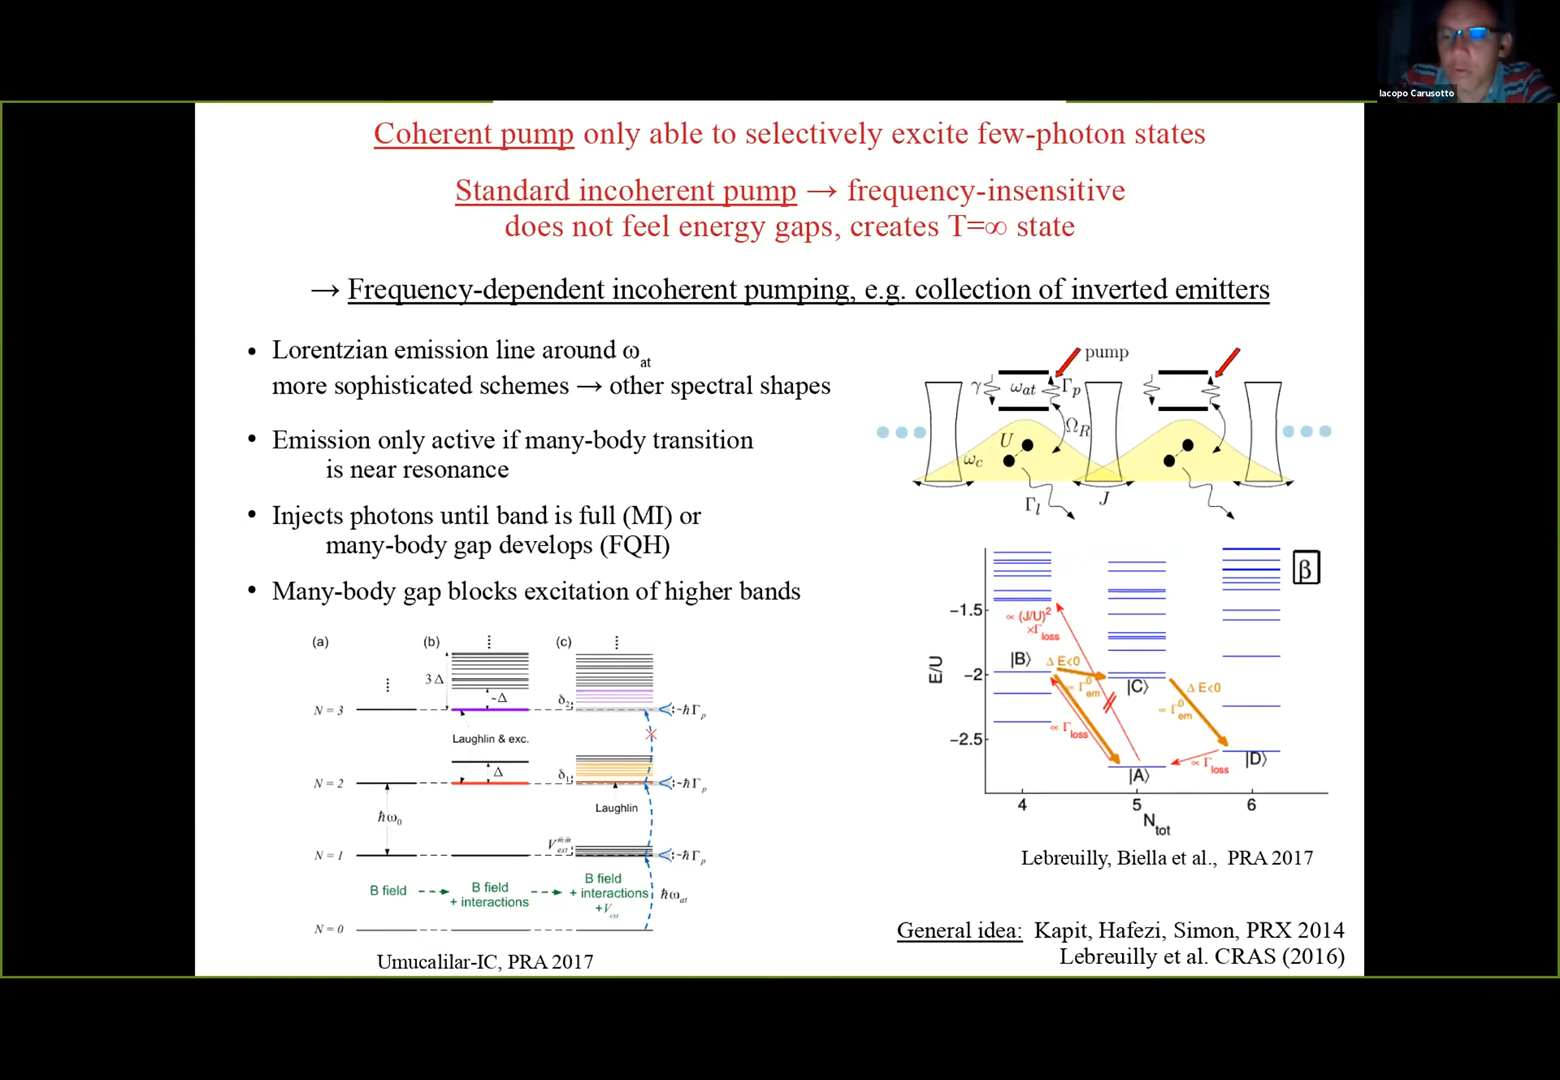 Iacopo Carusotto
Coherent pump only able to selectively excite few-photon states
Standard incoherent pump → frequency-insensitive
does not feel energy gaps, creates T=∞ state
→ Frequency-dependent incoherent pumping, e.g. collection of inverted emitters
• Lorentzian emission line around ω_at
more sophisticated schemes → other spectral shapes
• Emission only active if many-body transition
is near resonance
• Injects photons until band is full (MI) or
many-body gap develops (FQH)
• Many-body gap blocks excitation of higher bands
pump
γ ω_at Γ_p
Ω_R
U
ω_c
Γ_l J
(a) (b) (c)
3Δ
~Δ
δ₂
N = 3
~ħΓ_p
Laughlin & exc.
Δ
δ₁
N = 2
~ħΓ_p
Laughlin
ħω₀
N = 1
~ħΓ_p
B field
B field
+ interactions
B field
+ interactions
+V_ext
ħω_at
N = 0
Umucalilar-IC, PRA 2017
β
E/U
−1.5
−2
−2.5
∝ (J/U)²
×Γ_loss
|B⟩
Δ E<0
∝ Γ⁰_em
|C⟩
Δ E<0
∝ Γ⁰_em
∝ Γ_loss
|A⟩
∝ Γ_loss
|D⟩
4 5 6
N_tot
Lebreuilly, Biella et al., PRA 2017
General idea: Kapit, Hafezi, Simon, PRX 2014
Lebreuilly et al. CRAS (2016)